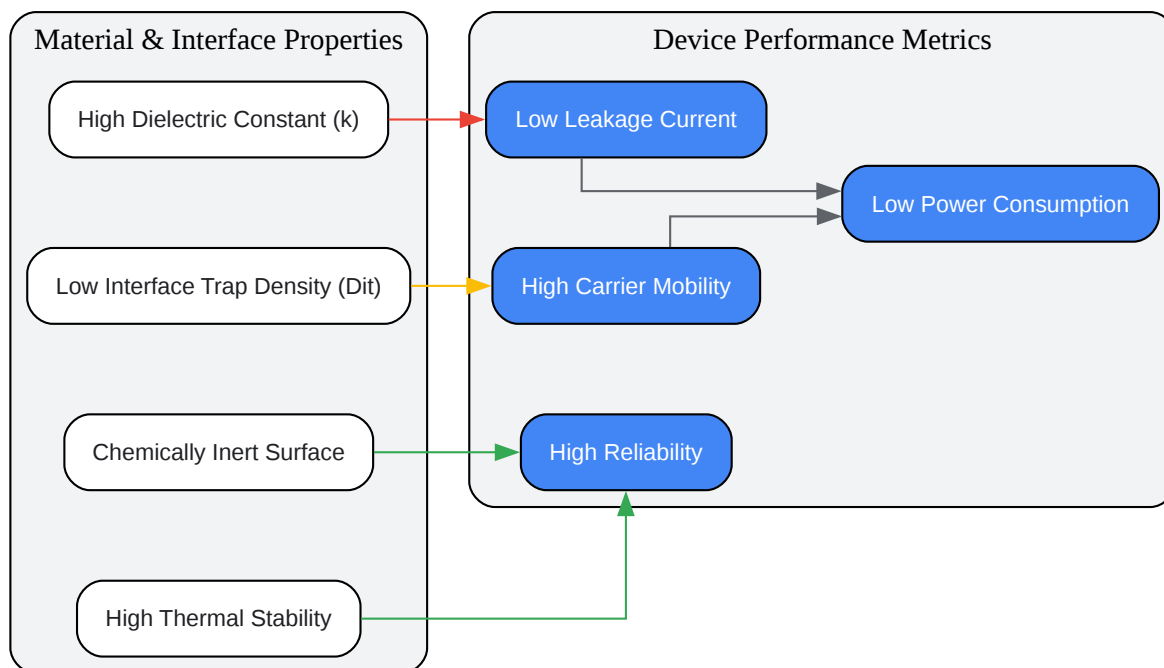 Material & Interface Properties
High Dielectric Constant (k)
Low Interface Trap Density (Dit)
Chemically Inert Surface
High Thermal Stability
Device Performance Metrics
Low Leakage Current
Low Power Consumption
High Carrier Mobility
High Reliability